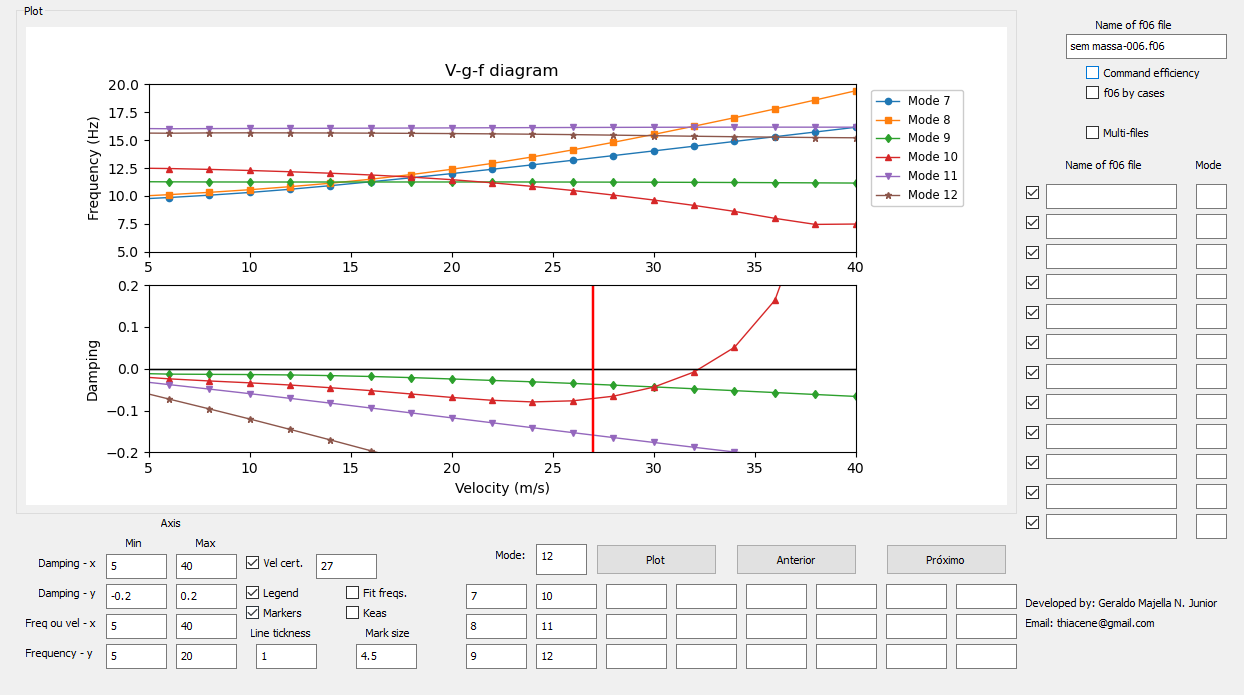 Plot
V-g-f diagram
Frequency (Hz)
20.0
17.5
15.0
12.5
10.0
7.5
5.0
5 10 15 20 25 30 35 40
Mode 7
Mode 8
Mode 9
Mode 10
Mode 11
Mode 12
Damping
0.2
0.1
0.0
−0.1
−0.2
5 10 15 20 25 30 35 40
Velocity (m/s)
Name of f06 file
sem massa-006.f06
Command efficiency
f06 by cases
Multi-files
Name of f06 file Mode
Axis
Min Max
Damping - x 5 40 Vel cert. 27
Damping - y -0.2 0.2 Legend Fit freqs.
Markers Keas
Freq ou vel - x 5 40
Line tickness Mark size
Frequency - y 5 20 1 4.5
Mode: 12 Plot Anterior Próximo
7 10
8 11
9 12
Developed by: Geraldo Majella N. Junior
Email: thiacene@gmail.com